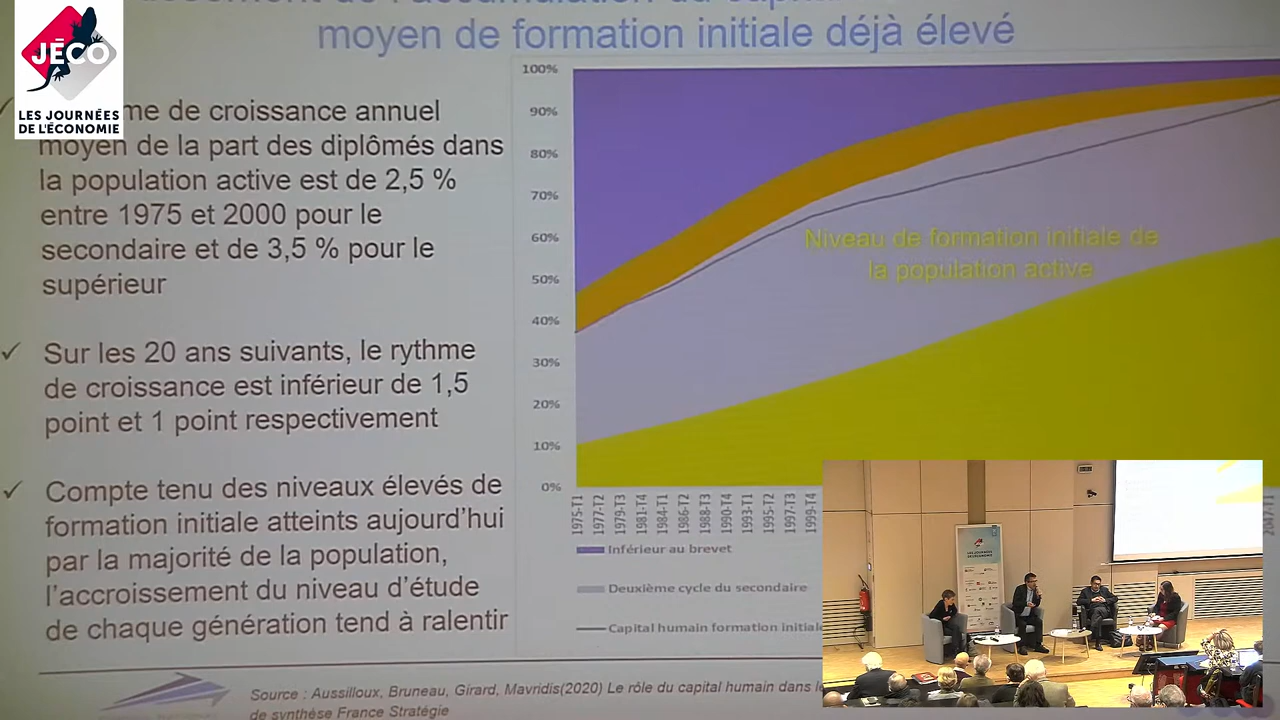 JÉCO
LES JOURNÉES
DE L'ÉCONOMIE
moyen de formation initiale déjà élevé
de croissance annuel
moyen de la part des diplômés dans
la population active est de 2,5 %
entre 1975 et 2000 pour le
secondaire et de 3,5 % pour le
supérieur
✓ Sur les 20 ans suivants, le rythme
de croissance est inférieur de 1,5
point et 1 point respectivement
✓ Compte tenu des niveaux élevés de
formation initiale atteints aujourd'hui
par la majorité de la population,
l'accroissement du niveau d'étude
de chaque génération tend à ralentir
100%
90%
80%
70%
60%
50%
40%
30%
20%
10%
0%
Niveau de formation initiale de
la population active
1975-T1
1977-T2
1979-T3
1981-T4
1984-T1
1986-T2
1988-T3
1990-T4
1993-T1
1995-T2
1997-T3
1999-T4
2047-T1
Inférieur au brevet
Deuxième cycle du secondaire
Capital humain formation initiale
Source : Aussilloux, Bruneau, Girard, Mavridis(2020) Le rôle du capital humain dans
de synthèse France Stratégie
LES JOURNÉES
DE L'ÉCONOMIE